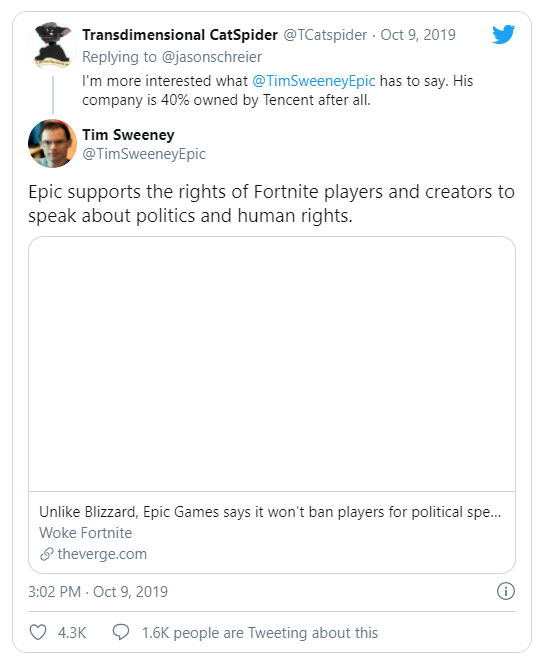 Transdimensional CatSpider @TCatspider · Oct 9, 2019
Replying to @jasonschreier
I'm more interested what @TimSweeneyEpic has to say. His
company is 40% owned by Tencent after all.
Tim Sweeney
@TimSweeneyEpic
Epic supports the rights of Fortnite players and creators to
speak about politics and human rights.
Unlike Blizzard, Epic Games says it won't ban players for political spe...
Woke Fortnite
theverge.com
3:02 PM · Oct 9, 2019
4.3K 1.6K people are Tweeting about this